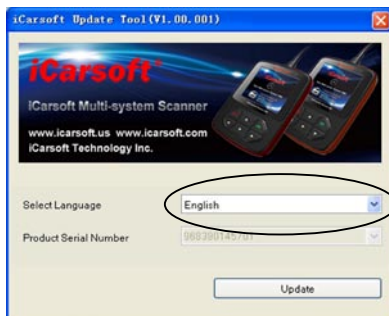 iCarsoft Update Tool(V1.00.001)
iCarsoft
iCarsoft Multi-system Scanner
www.icarsoft.us www.icarsoft.com
iCarsoft Technology Inc.
Select Language English
Product Serial Number
Update